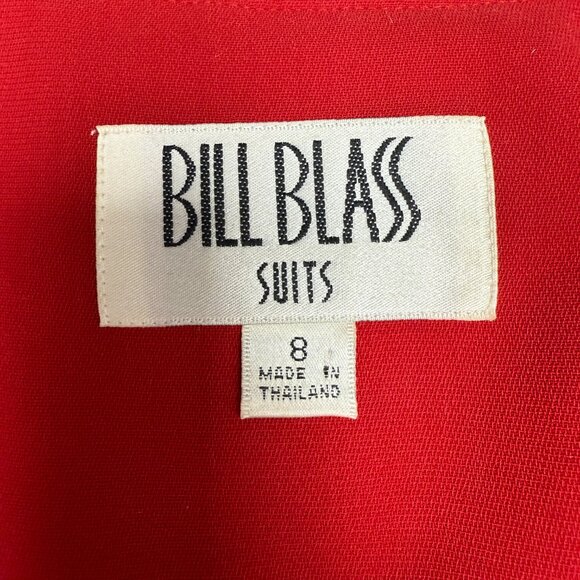 BILL BLASS
SUITS
8
MADE IN
THAILAND